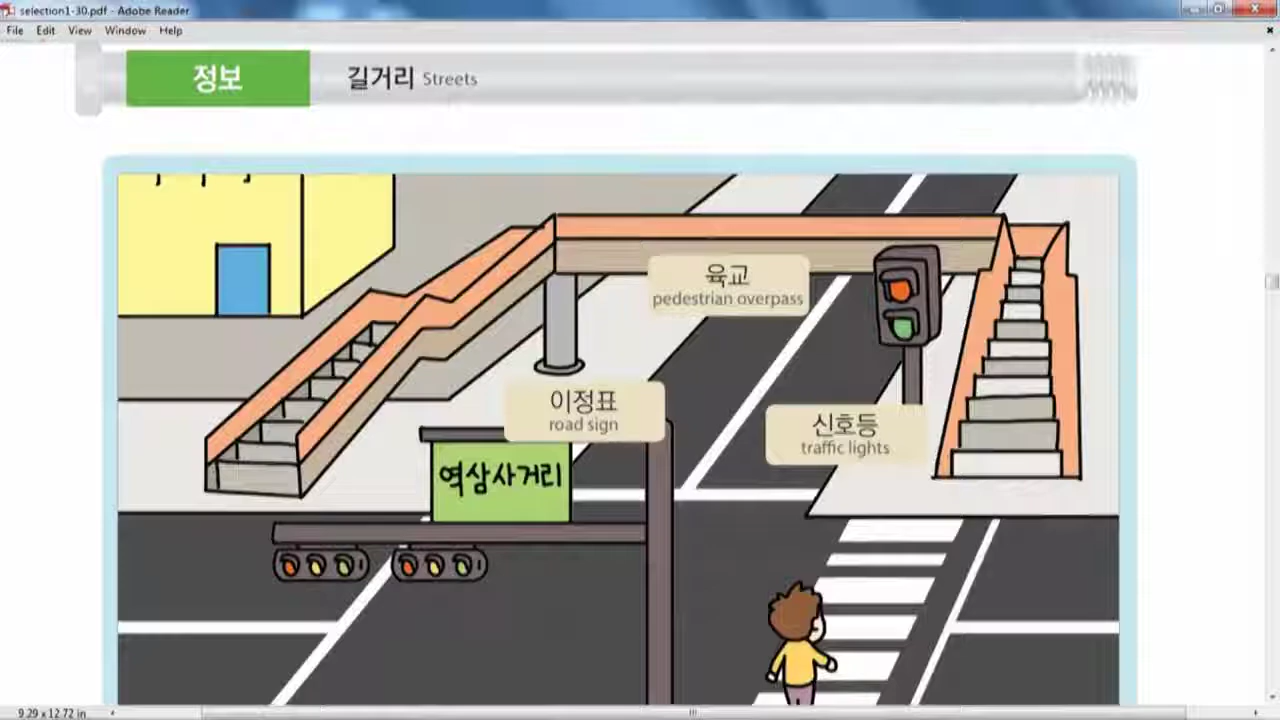 selection1-30.pdf - Adobe Reader
File Edit View Window Help
정보
길거리 Streets
육교
pedestrian overpass
이정표
road sign
신호등
traffic lights
역삼사거리
9.29 x 12.72 in